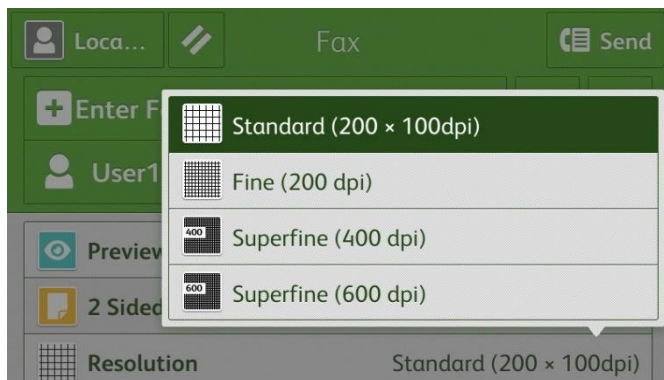 Loca... Fax Send
Enter F
Standard (200 × 100dpi)
User1
Fine (200 dpi)
400
Superfine (400 dpi)
Preview
600
Superfine (600 dpi)
2 Sided
Resolution Standard (200 × 100dpi)